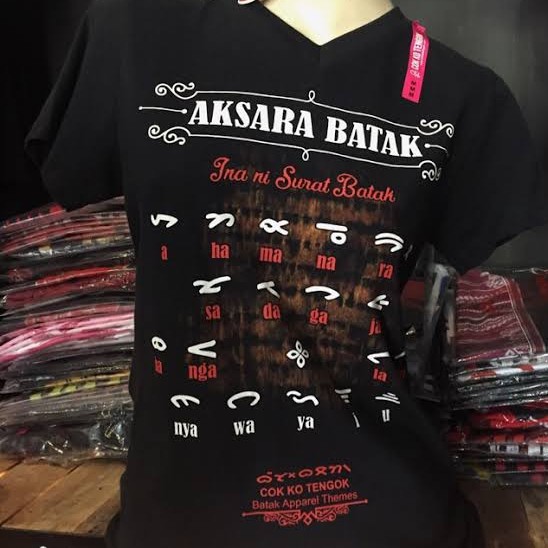 AKSARA BATAK
Ina ni Surat Batak
ᯀ ᯂ ᯔ ᯉ ᯒ
a ha ma na ra
ᯘ ᯑ ᯎ ᯐ
sa da ga ja
ᯝ ᯞ
nga la
ᯠ ᯋ ᯛ ᯤ ᯥ
nya wa ya i u
COK KO TENGOK
Batak Apparel Themes